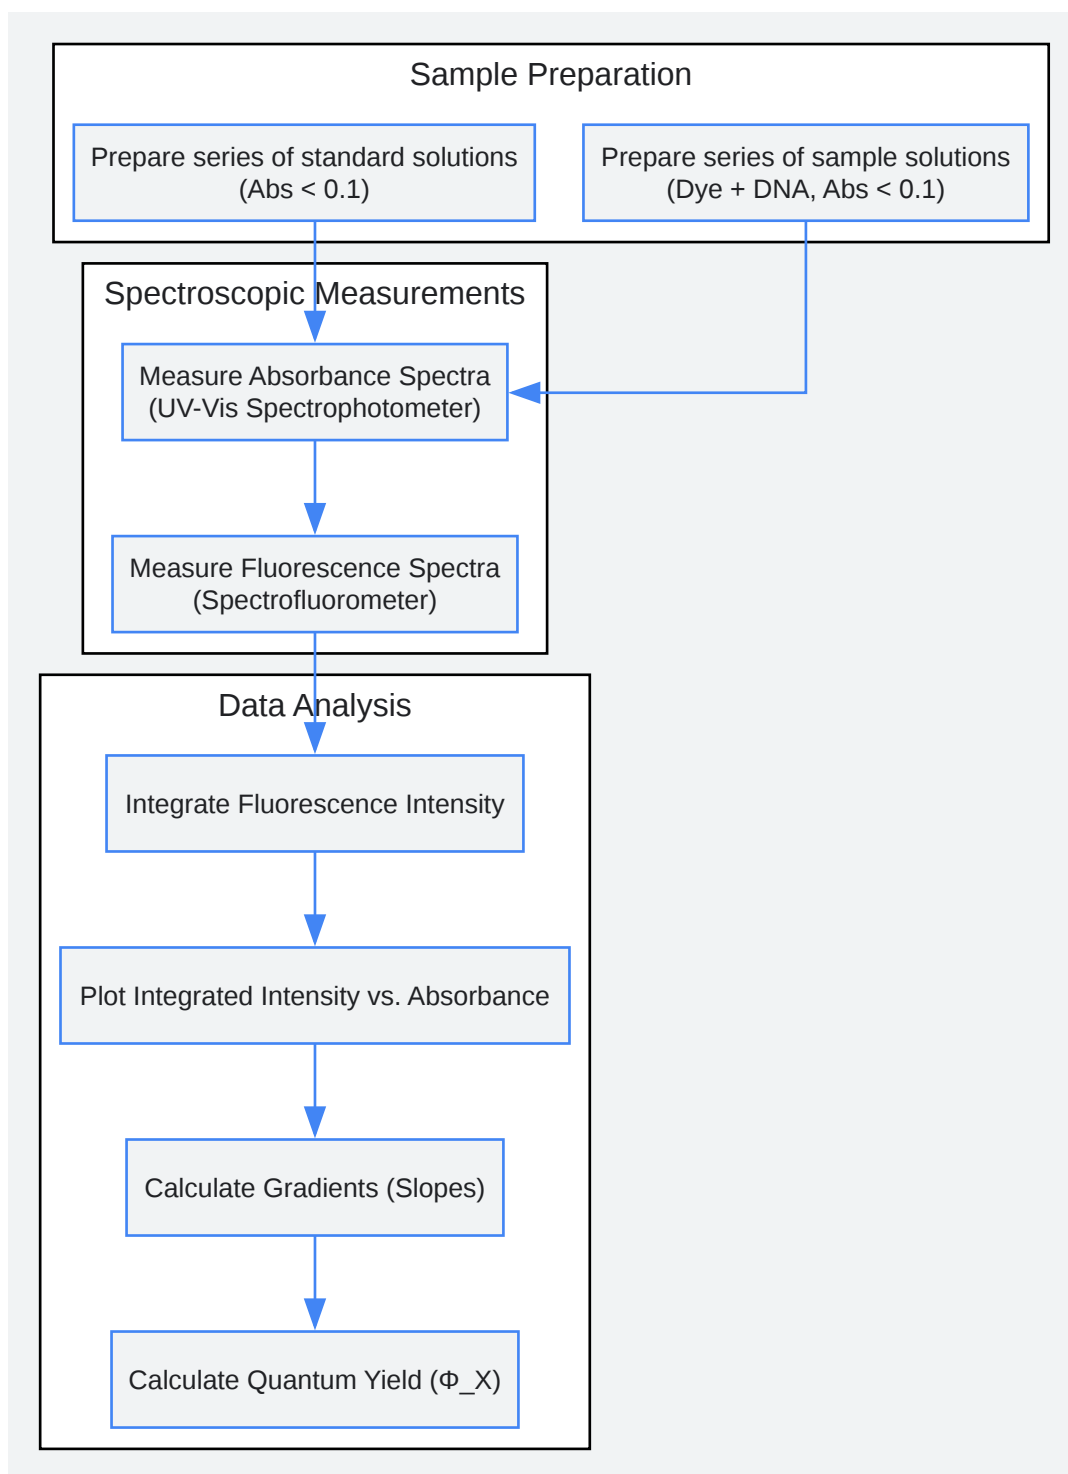 Sample Preparation
Prepare series of standard solutions
(Abs < 0.1)
Prepare series of sample solutions
(Dye + DNA, Abs < 0.1)
Spectroscopic Measurements
Measure Absorbance Spectra
(UV-Vis Spectrophotometer)
Measure Fluorescence Spectra
(Spectrofluorometer)
Data Analysis
Integrate Fluorescence Intensity
Plot Integrated Intensity vs. Absorbance
Calculate Gradients (Slopes)
Calculate Quantum Yield (Φ_X)